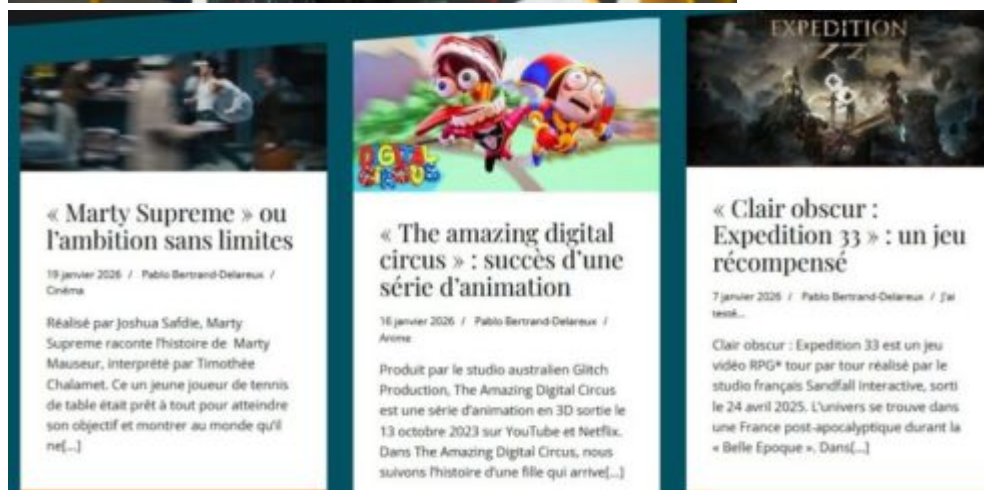 « Marty Supreme » ou
l'ambition sans limites
19 janvier 2026 / Pablo Bertrand-Delareux /
Cinéma
Réalisé par Joshua Safdie, Marty
Supreme raconte l'histoire de Marty
Mauseur, interprété par Timothée
Chalamet. Ce un jeune joueur de tennis
de table était prêt à tout pour atteindre
son objectif et montrer au monde qu'il
ne[...]
DIGITAL
CIRCUS
« The amazing digital
circus » : succès d'une
série d'animation
16 janvier 2026 / Pablo Bertrand-Delareux /
Anime
Produit par le studio australien Glitch
Production, The Amazing Digital Circus
est une série d'animation en 3D sortie le
13 octobre 2023 sur YouTube et Netflix.
Dans The Amazing Digital Circus, nous
suivons l'histoire d'une fille qui arrive[...]
EXPEDITION
33
« Clair obscur :
Expedition 33 » : un jeu
récompensé
7 janvier 2026 / Pablo Bertrand-Delareux / J'ai
testé...
Clair obscur : Expedition 33 est un jeu
vidéo RPG* tour par tour réalisé par le
studio français Sandfall Interactive, sorti
le 24 avril 2025. L'univers se trouve dans
une France post-apocalyptique durant la
« Belle Epoque ». Dans[...]